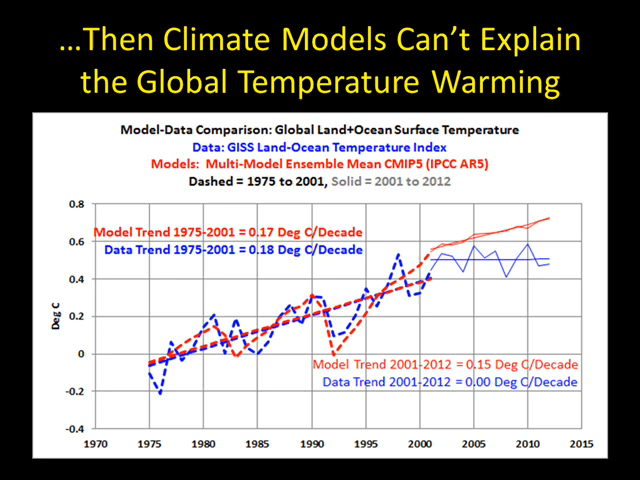 …Then Climate Models Can't Explain
the Global Temperature Warming
Model-Data Comparison: Global Land+Ocean Surface Temperature
Data: GISS Land-Ocean Temperature Index
Models: Multi-Model Ensemble Mean CMIP5 (IPCC AR5)
Dashed = 1975 to 2001, Solid = 2001 to 2012
0.8
Model Trend 1975-2001 = 0.17 Deg C/Decade
0.6
Data Trend 1975-2001 = 0.18 Deg C/Decade
0.4
Deg C
0.2
0
Model Trend 2001-2012 = 0.15 Deg C/Decade
Data Trend 2001-2012 = 0.00 Deg C/Decade
-0.2
-0.4
1970 1975 1980 1985 1990 1995 2000 2005 2010 2015